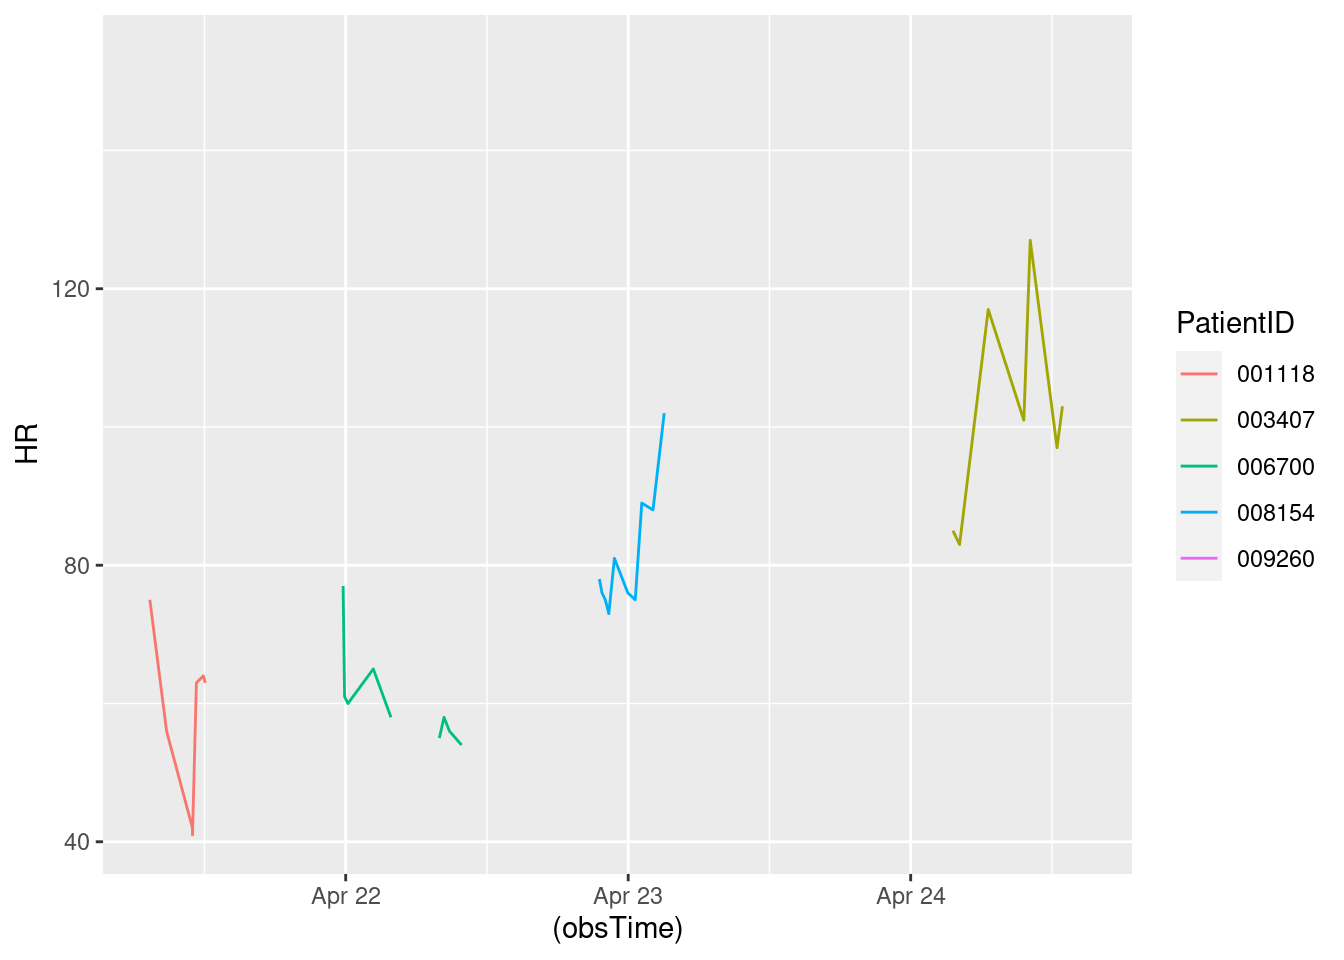 120
80
40
HR
Apr 22
Apr 23
Apr 24
(obsTime)
PatientID
001118
003407
006700
008154
009260